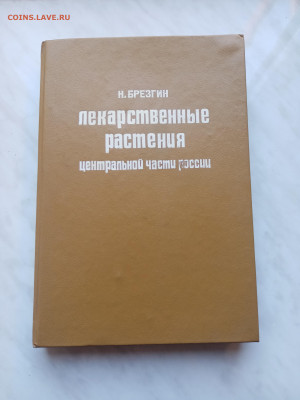 COINS.LAVE.RU
Н. БРЕЗГИН
Лекарственные
растения
центральной части россии